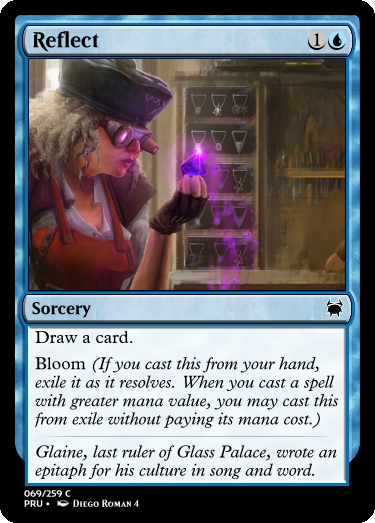 Reflect 1
Sorcery
Draw a card.
Bloom (If you cast this from your hand,
exile it as it resolves. When you cast a spell
with greater mana value, you may cast this
from exile without paying its mana cost.)
Glaine, last ruler of Glass Palace, wrote an
epitaph for his culture in song and word.
069/259 C
PRU • Diego Roman 4